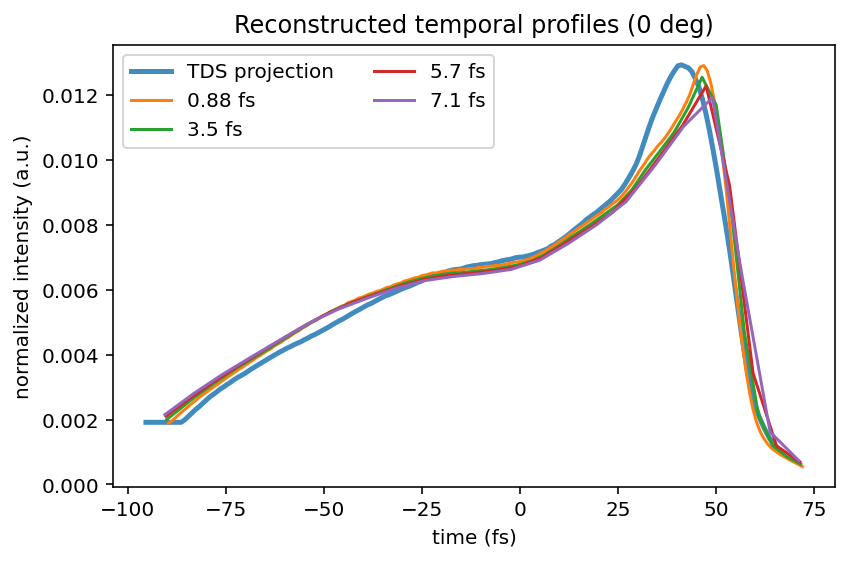 Reconstructed temporal profiles (0 deg)
TDS projection
0.88 fs
3.5 fs
5.7 fs
7.1 fs
normalized intensity (a.u.)
0.012
0.010
0.008
0.006
0.004
0.002
0.000
−100
−75
−50
−25
0
25
50
75
time (fs)